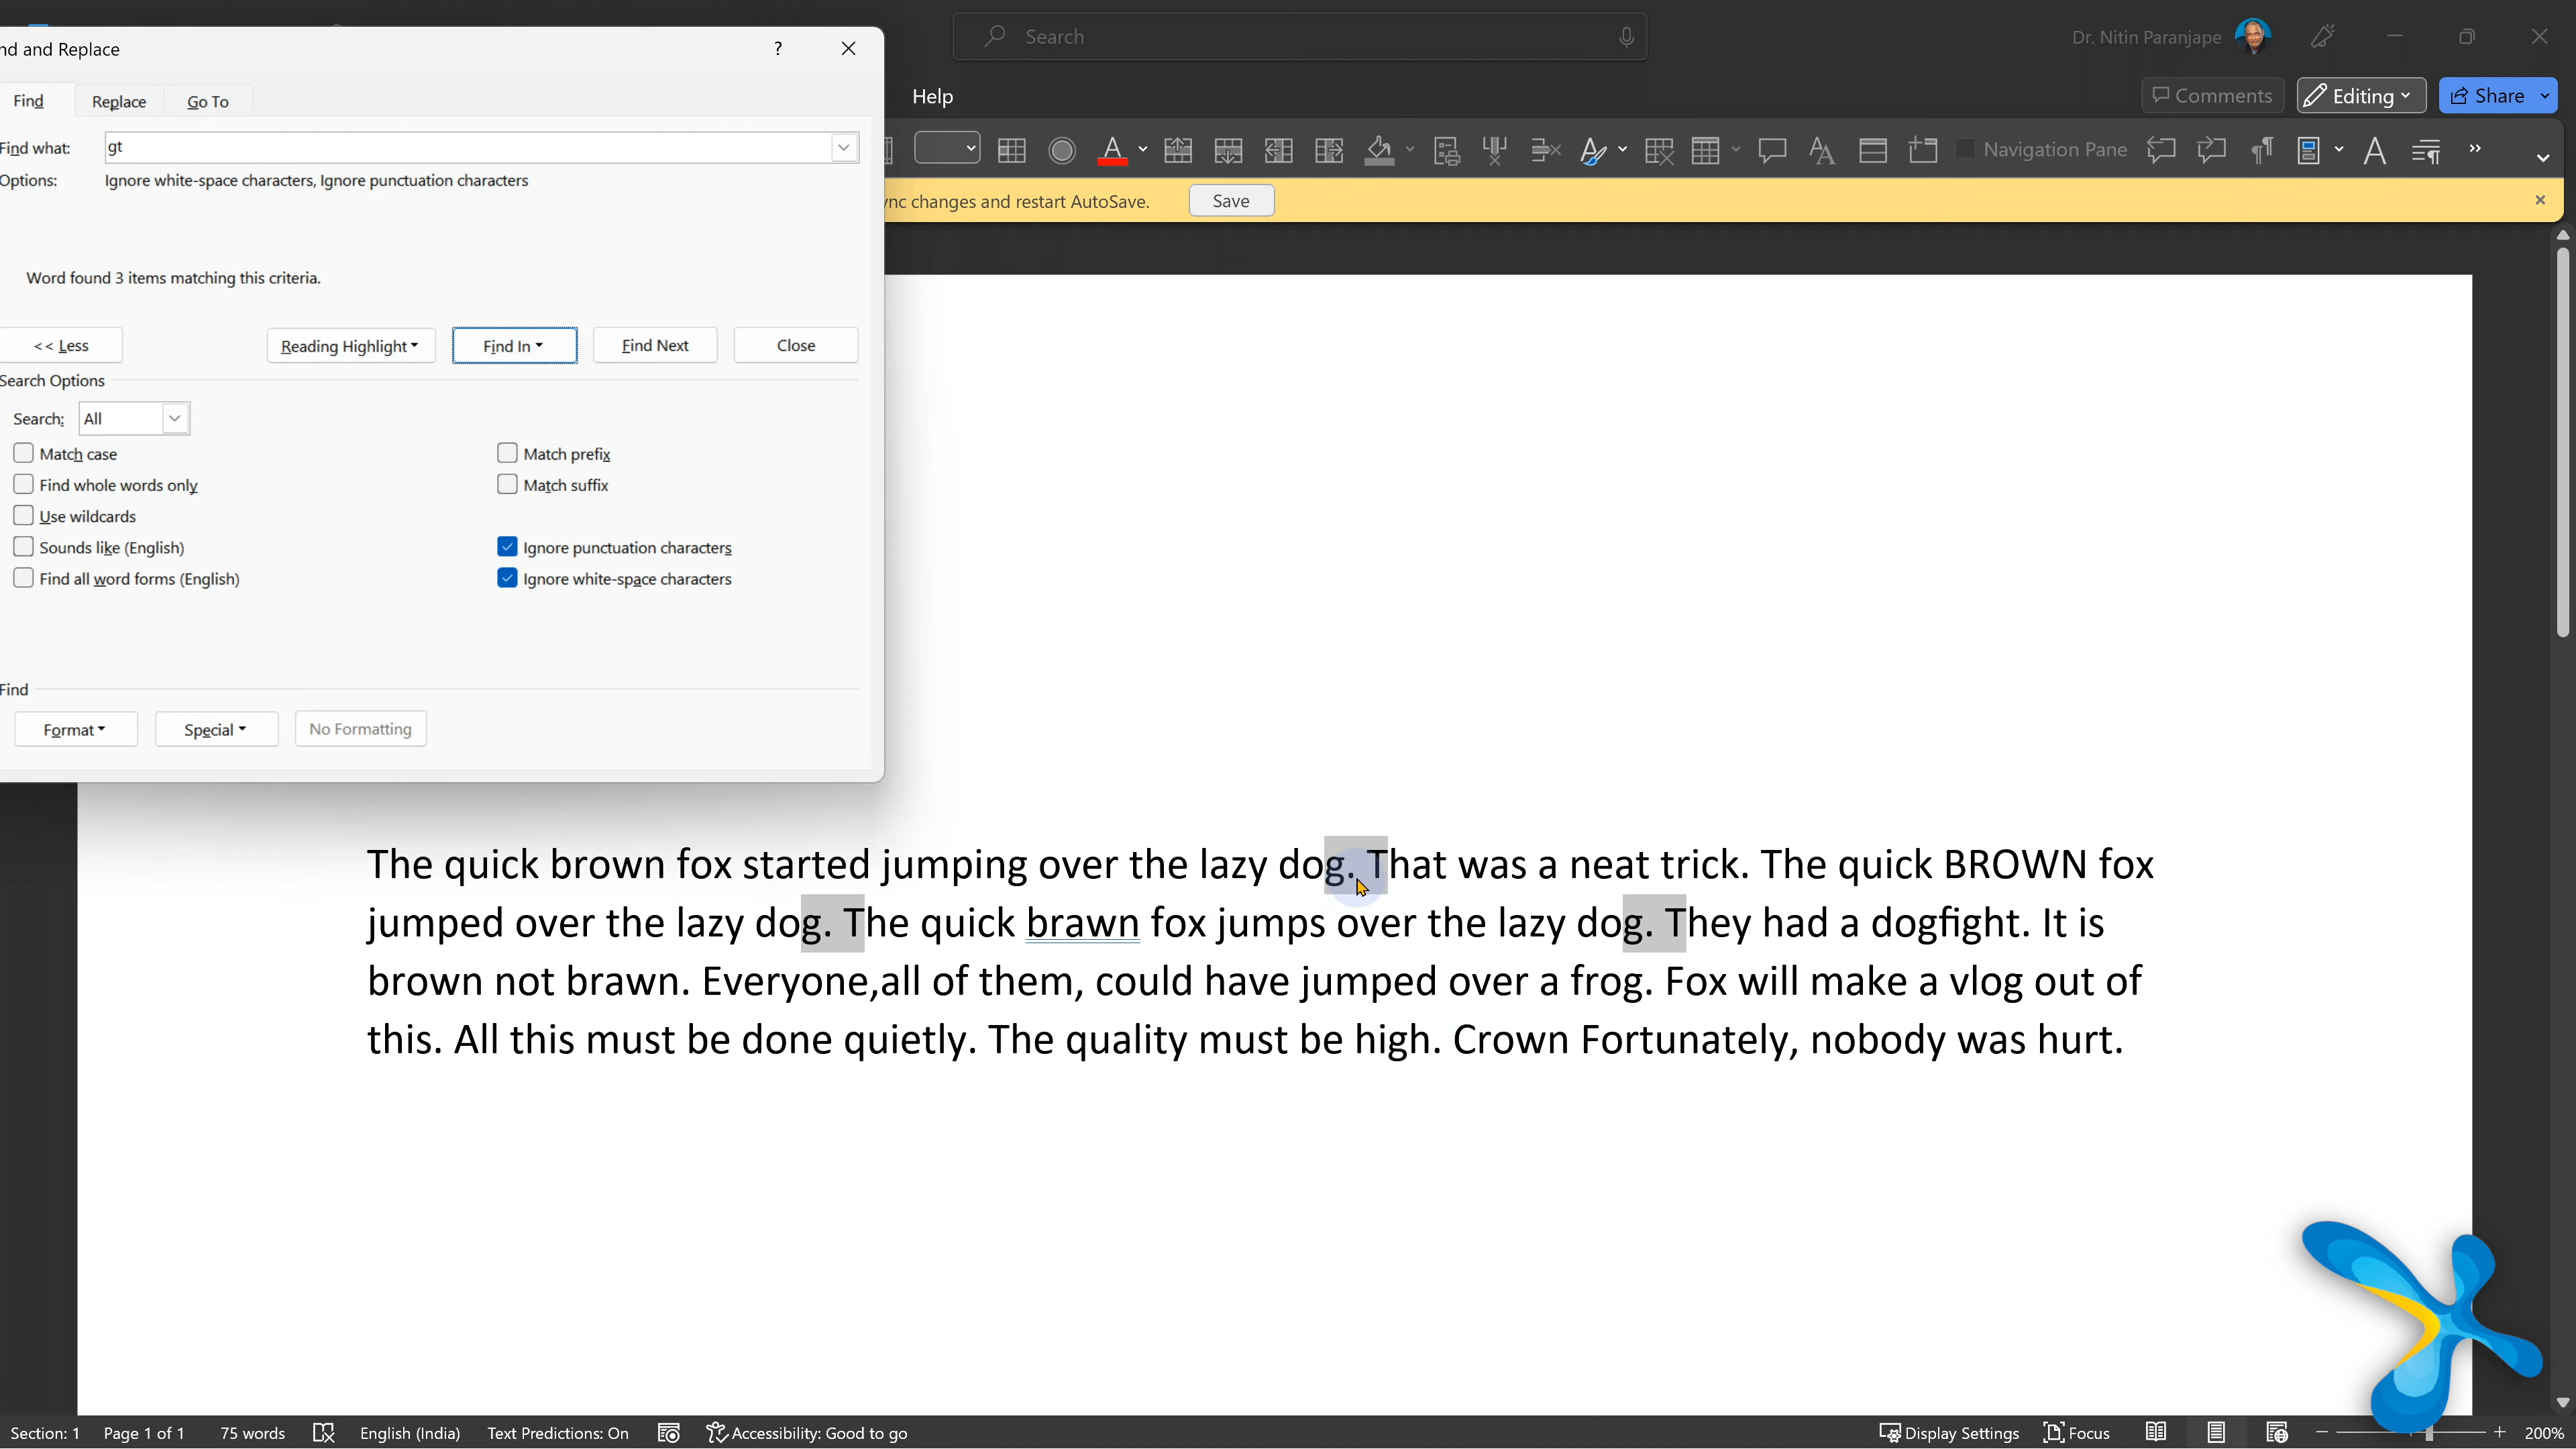 Search
Dr. Nitin Paranjape
nd and Replace
?
Find Replace Go To
Help
Comments Editing Share
Find what: gt
Navigation Pane
Options: Ignore white-space characters, Ignore punctuation characters
ync changes and restart AutoSave. Save
Word found 3 items matching this criteria.
<< Less Reading Highlight Find In Find Next Close
Search Options
Search: All
Match case Match prefix
Find whole words only Match suffix
Use wildcards
Sounds like (English) Ignore punctuation characters
Find all word forms (English) Ignore white-space characters
Find
Format Special No Formatting
The quick brown fox started jumping over the lazy dog. That was a neat trick. The quick BROWN fox
jumped over the lazy dog. The quick brawn fox jumps over the lazy dog. They had a dogfight. It is
brown not brawn. Everyone,all of them, could have jumped over a frog. Fox will make a vlog out of
this. All this must be done quietly. The quality must be high. Crown Fortunately, nobody was hurt.
Section: 1 Page 1 of 1 75 words English (India) Text Predictions: On Accessibility: Good to go Display Settings Focus 200%